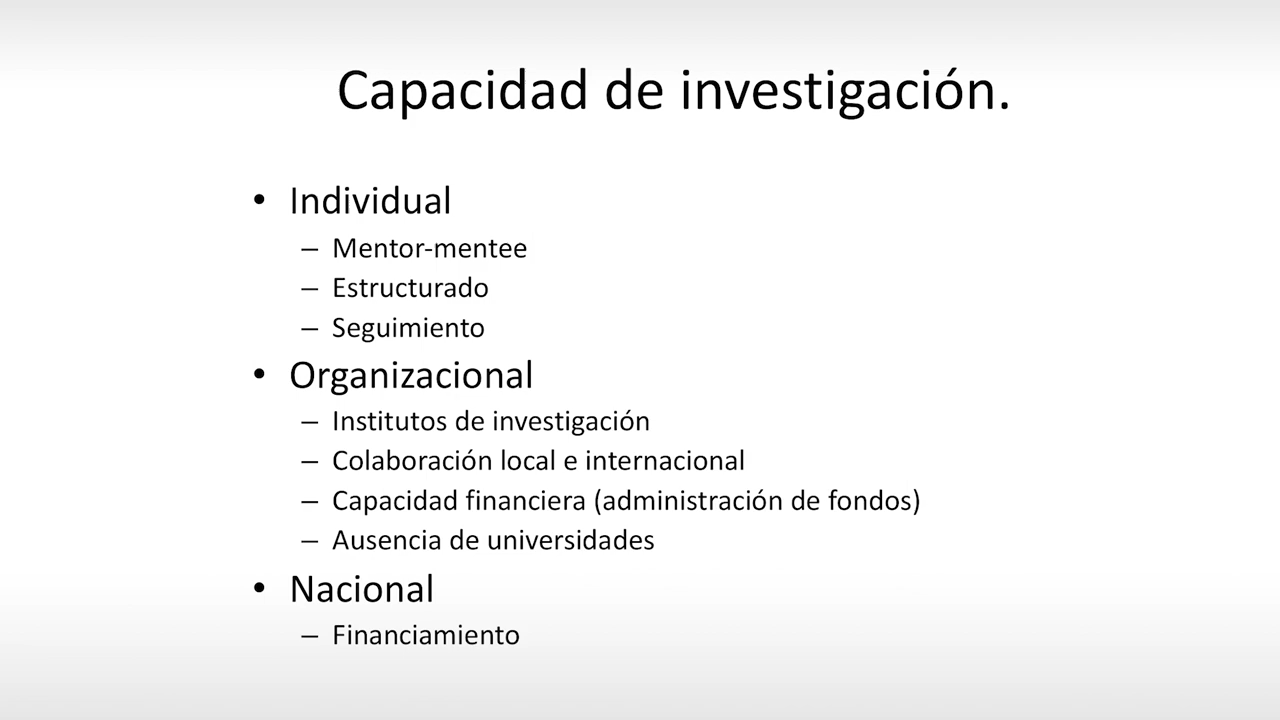 Capacidad de investigación.
• Individual
– Mentor-mentee
– Estructurado
– Seguimiento
• Organizacional
– Institutos de investigación
– Colaboración local e internacional
– Capacidad financiera (administración de fondos)
– Ausencia de universidades
• Nacional
– Financiamiento